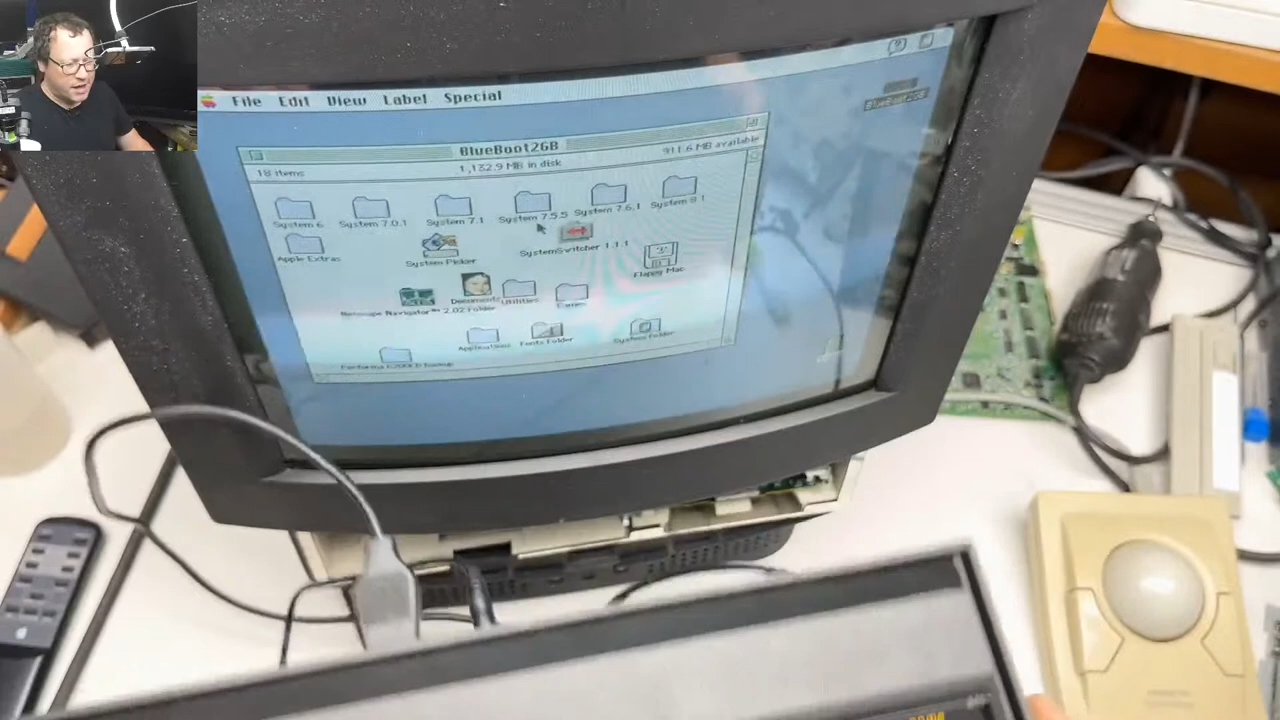 File Edit View Label Special
BlueBoot2GB
BlueBoot2GB
18 items 1,132.9 MB in disk 911.6 MB available
System 6 System 7.0.1 System 7.1 System 7.5.5 System 7.6.1 System 8.1
Apple Extras System Picker SystemSwitcher 1.1.1 Floppy Mac
Netscape Navigator™ 2.02 Folder Documents Utilities Games
Applications Fonts Folder System Folder